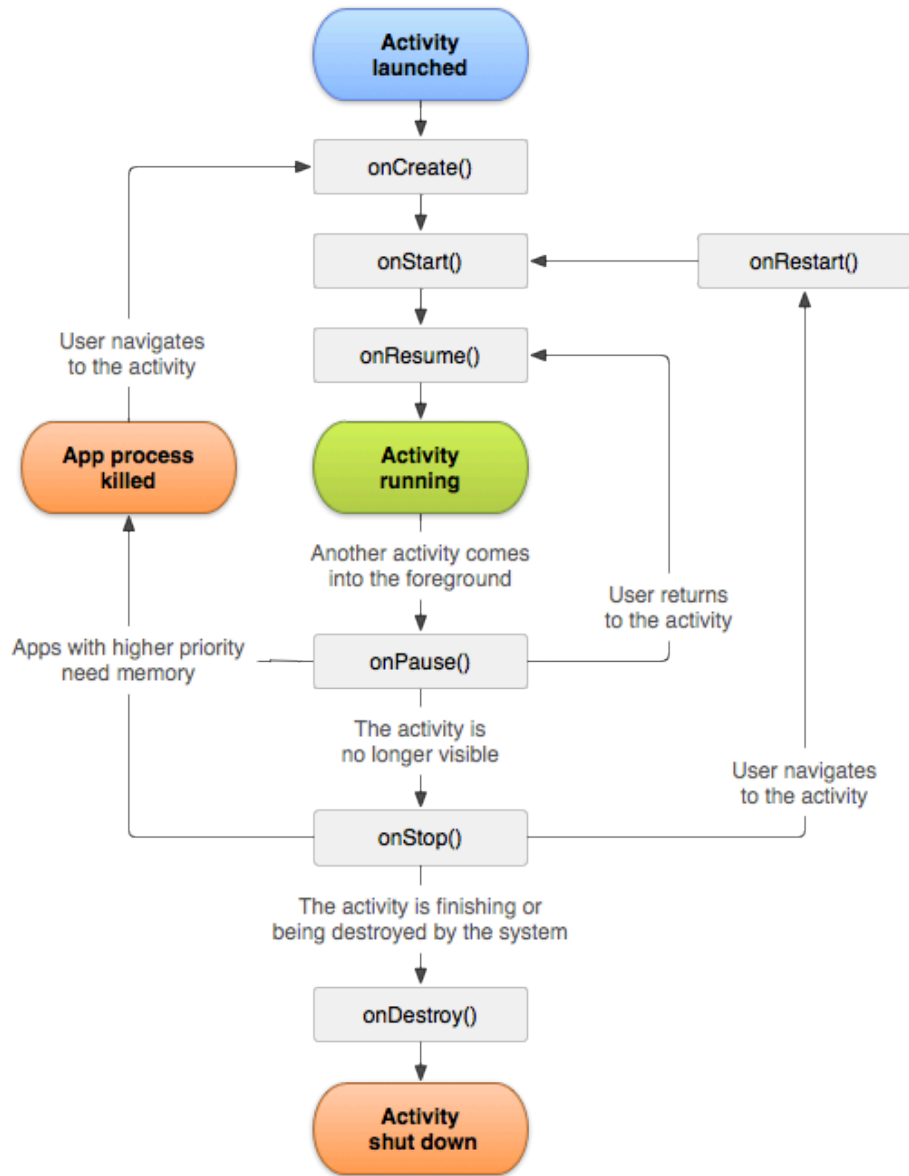 Activity
launched
onCreate()
onStart()
onRestart()
User navigates
to the activity
onResume()
App process
killed
Activity
running
Another activity comes
into the foreground
User returns
to the activity
Apps with higher priority
need memory
onPause()
The activity is
no longer visible
User navigates
to the activity
onStop()
The activity is finishing or
being destroyed by the system
onDestroy()
Activity
shut down